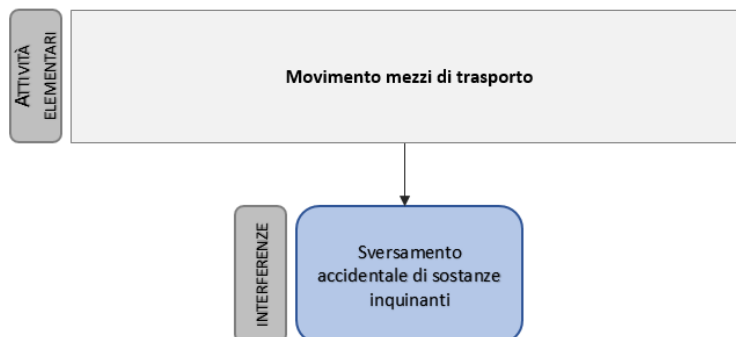 ATTIVITÀ
ELEMENTARI
Movimento mezzi di trasporto
INTERFERENZE
Sversamento
accidentale di sostanze
inquinanti